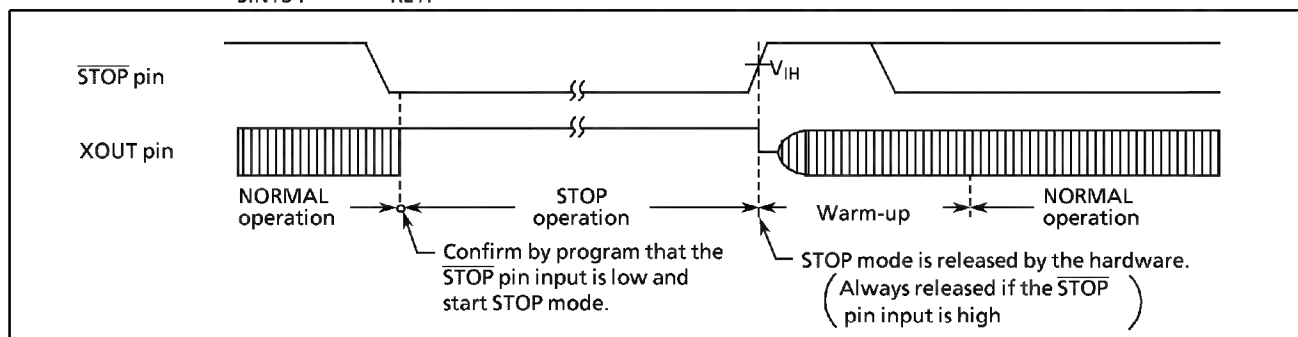 STOP pin
VIH
XOUT pin
NORMAL
operation
STOP
operation
Warm-up
NORMAL
operation
Confirm by program that the
STOP pin input is low and
start STOP mode.
STOP mode is released by the hardware.
(Always released if the STOP
pin input is high)